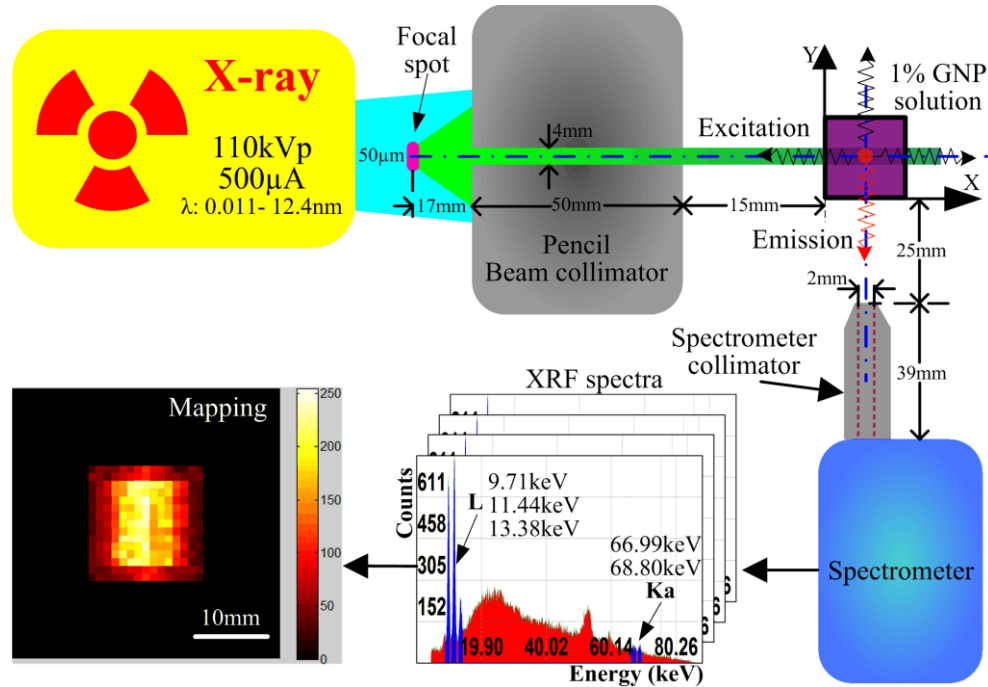 X-ray
110kVp
500μA
λ: 0.011- 12.4nm
Focal
spot
50μm
17mm
4mm
50mm
Pencil
Beam collimator
15mm
Excitation
Y
X
1% GNP
solution
Emission
25mm
2mm
39mm
Spectrometer
collimator
Spectrometer
XRF spectra
Counts
611
458
305
152
L
9.71keV
11.44keV
13.38keV
66.99keV
68.80keV
Ka
19.90
40.02
60.14
80.26
Energy (keV)
Mapping
10mm
250
200
150
100
50
0